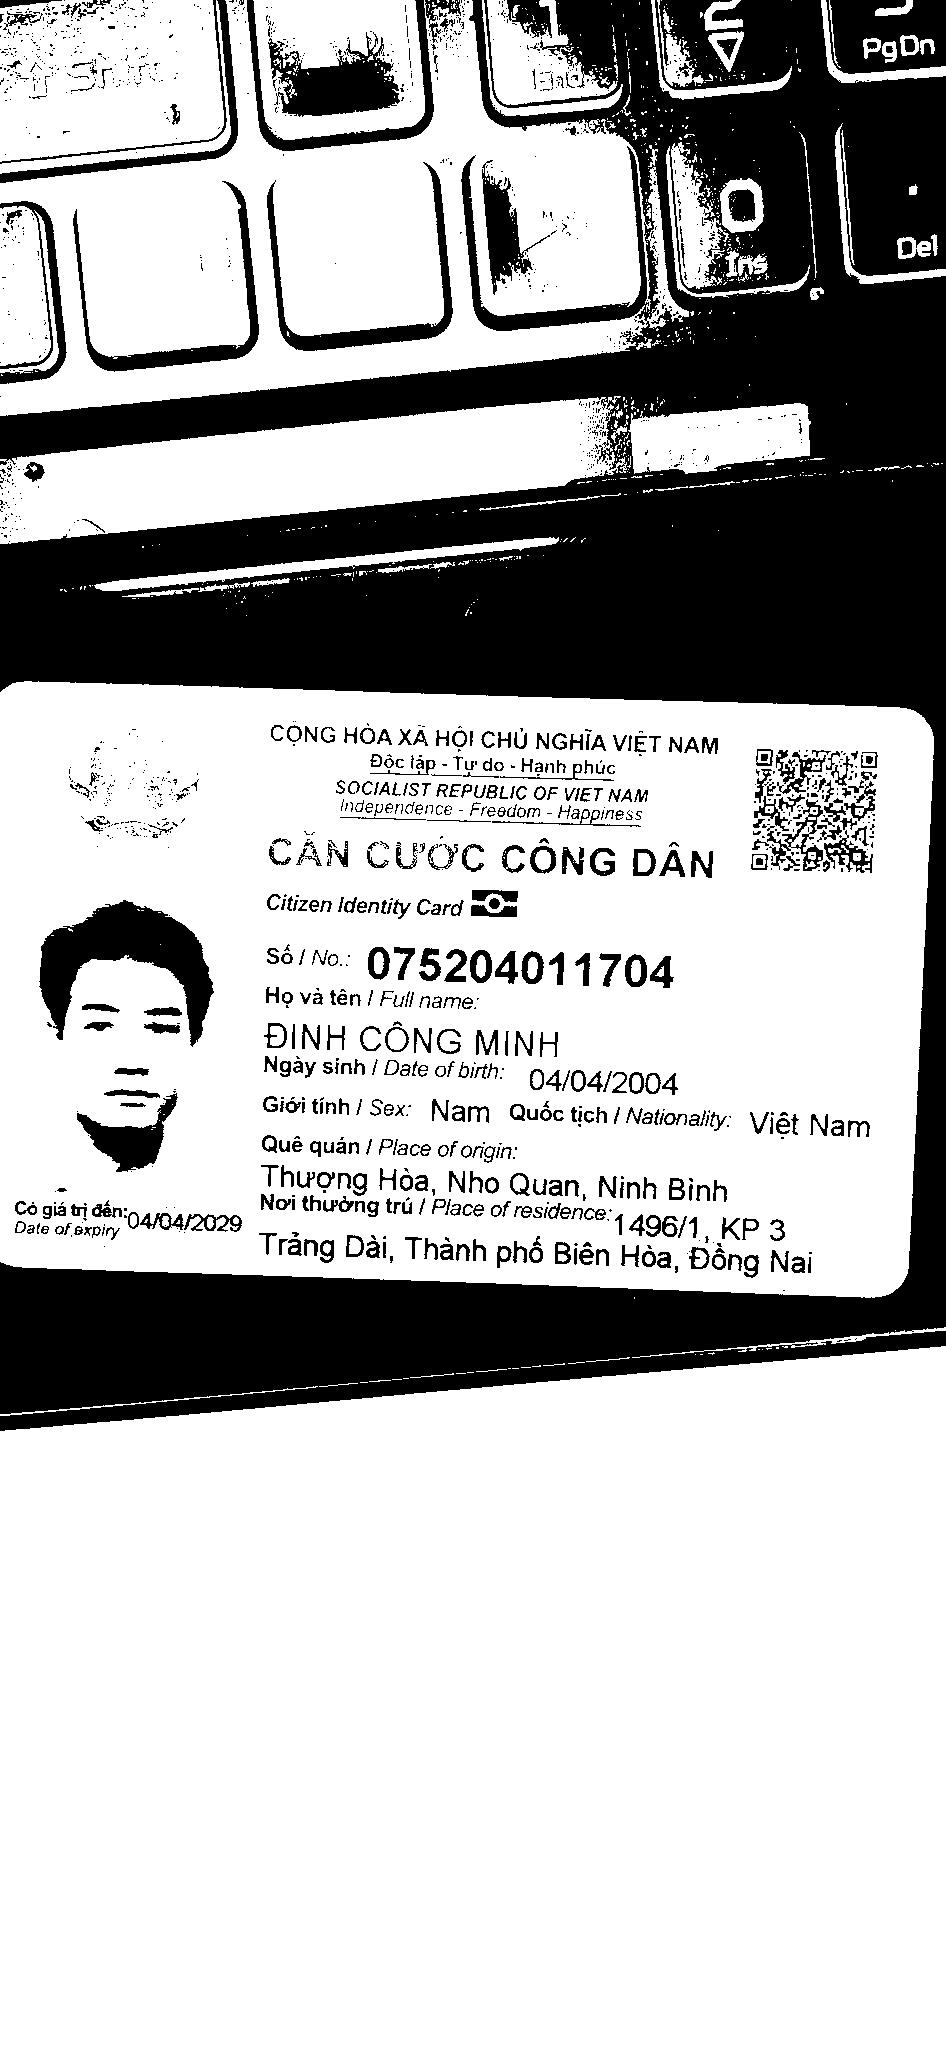 Shift
1
End
2
PgDn
0
Ins
.
Del
CỘNG HÒA XÃ HỘI CHỦ NGHĨA VIỆT NAM
Độc lập - Tự do - Hạnh phúc
SOCIALIST REPUBLIC OF VIET NAM
Independence - Freedom - Happiness
CĂN CƯỚC CÔNG DÂN
Citizen Identity Card
Số / No.: 075204011704
Họ và tên / Full name:
ĐINH CÔNG MINH
Ngày sinh / Date of birth: 04/04/2004
Giới tính / Sex: Nam Quốc tịch / Nationality: Việt Nam
Quê quán / Place of origin:
Thượng Hòa, Nho Quan, Ninh Bình
Nơi thường trú / Place of residence: 1496/1, KP 3
Trảng Dài, Thành phố Biên Hòa, Đồng Nai
Có giá trị đến: 04/04/2029
Date of expiry